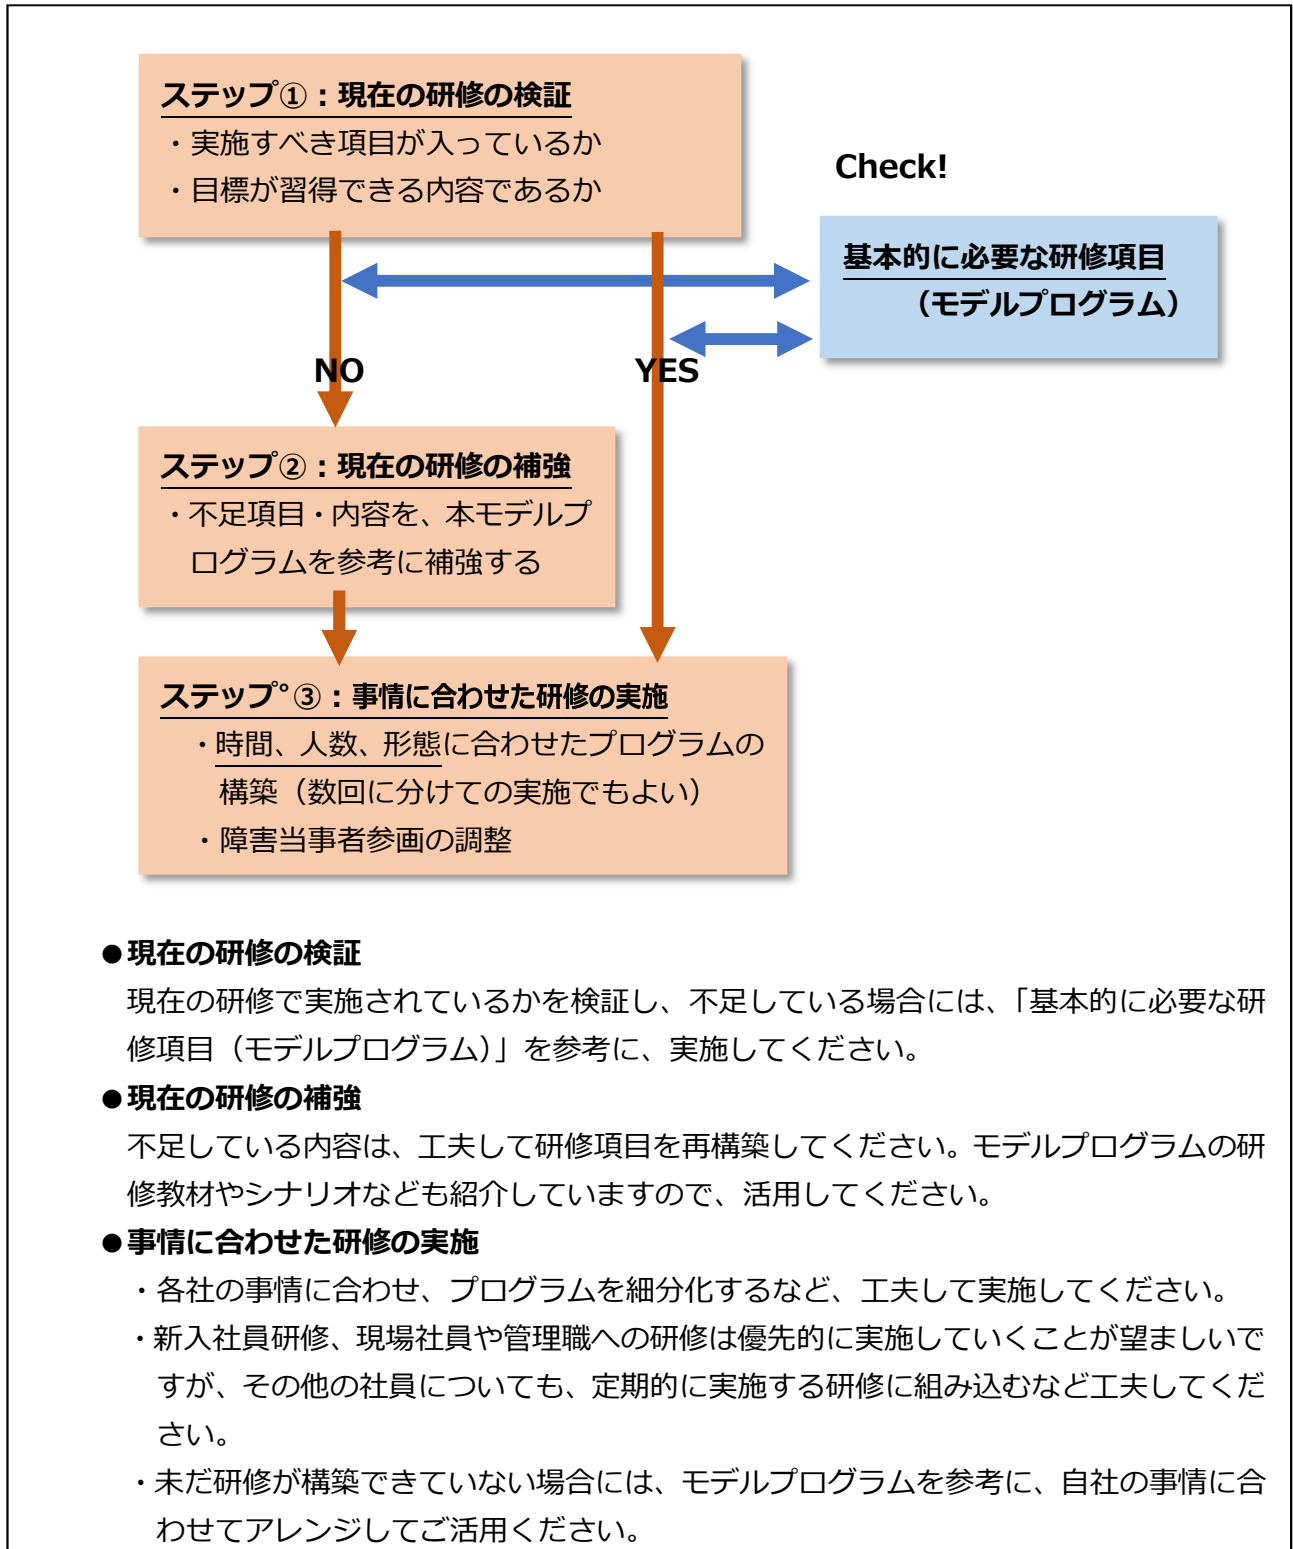 ステップ①：現在の研修の検証
・実施すべき項目が入っているか
・目標が習得できる内容であるか
Check!
基本的に必要な研修項目
（モデルプログラム）
NO
YES
ステップ②：現在の研修の補強
・不足項目・内容を、本モデルプ
ログラムを参考に補強する
ステップ°③：事情に合わせた研修の実施
・時間、人数、形態に合わせたプログラムの
構築（数回に分けての実施でもよい）
・障害当事者参画の調整
●現在の研修の検証
現在の研修で実施されているかを検証し、不足している場合には、「基本的に必要な研
修項目（モデルプログラム）」を参考に、実施してください。
●現在の研修の補強
不足している内容は、工夫して研修項目を再構築してください。モデルプログラムの研
修教材やシナリオなども紹介していますので、活用してください。
●事情に合わせた研修の実施
・各社の事情に合わせ、プログラムを細分化するなど、工夫して実施してください。
・新入社員研修、現場社員や管理職への研修は優先的に実施していくことが望ましいで
すが、その他の社員についても、定期的に実施する研修に組み込むなど工夫してくだ
さい。
・未だ研修が構築できていない場合には、モデルプログラムを参考に、自社の事情に合
わせてアレンジしてご活用ください。